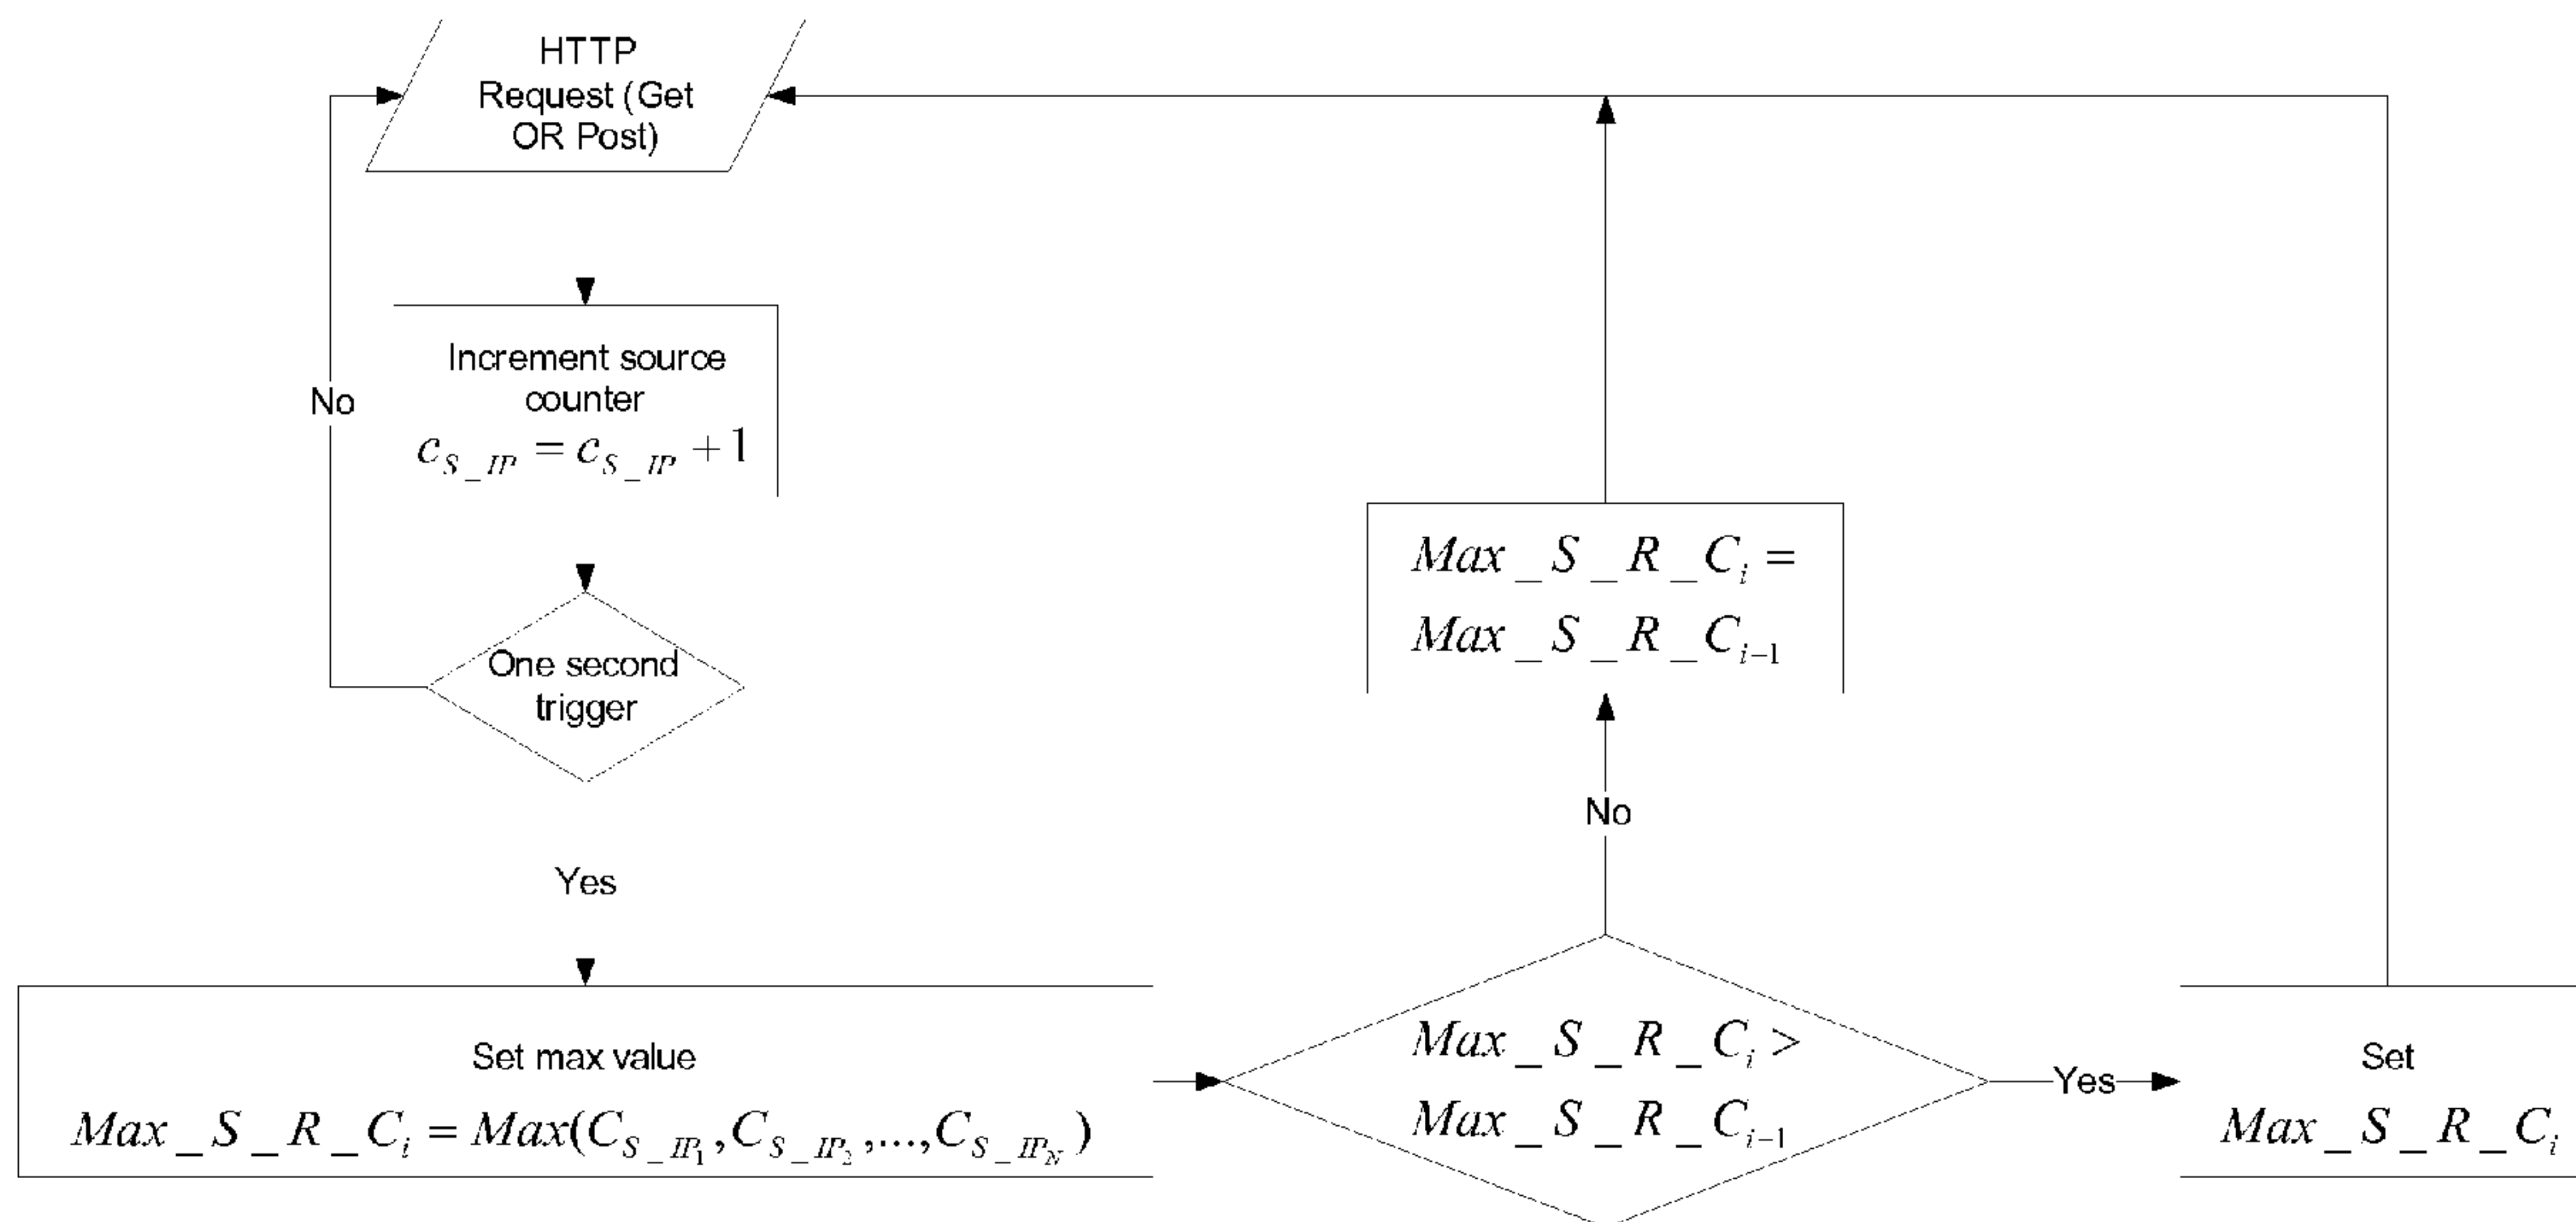 HTTP
Request (Get
OR Post)
Increment source
counter
c_{S_IP} = c_{S_IP} + 1
No
One second
trigger
Yes
Set max value
Max_S_R_C_i = Max(C_{S_IP_1}, C_{S_IP_2}, ..., C_{S_IP_N})
Max_S_R_C_i >
Max_S_R_C_{i-1}
No
Max_S_R_C_i =
Max_S_R_C_{i-1}
Yes
Set
Max_S_R_C_i